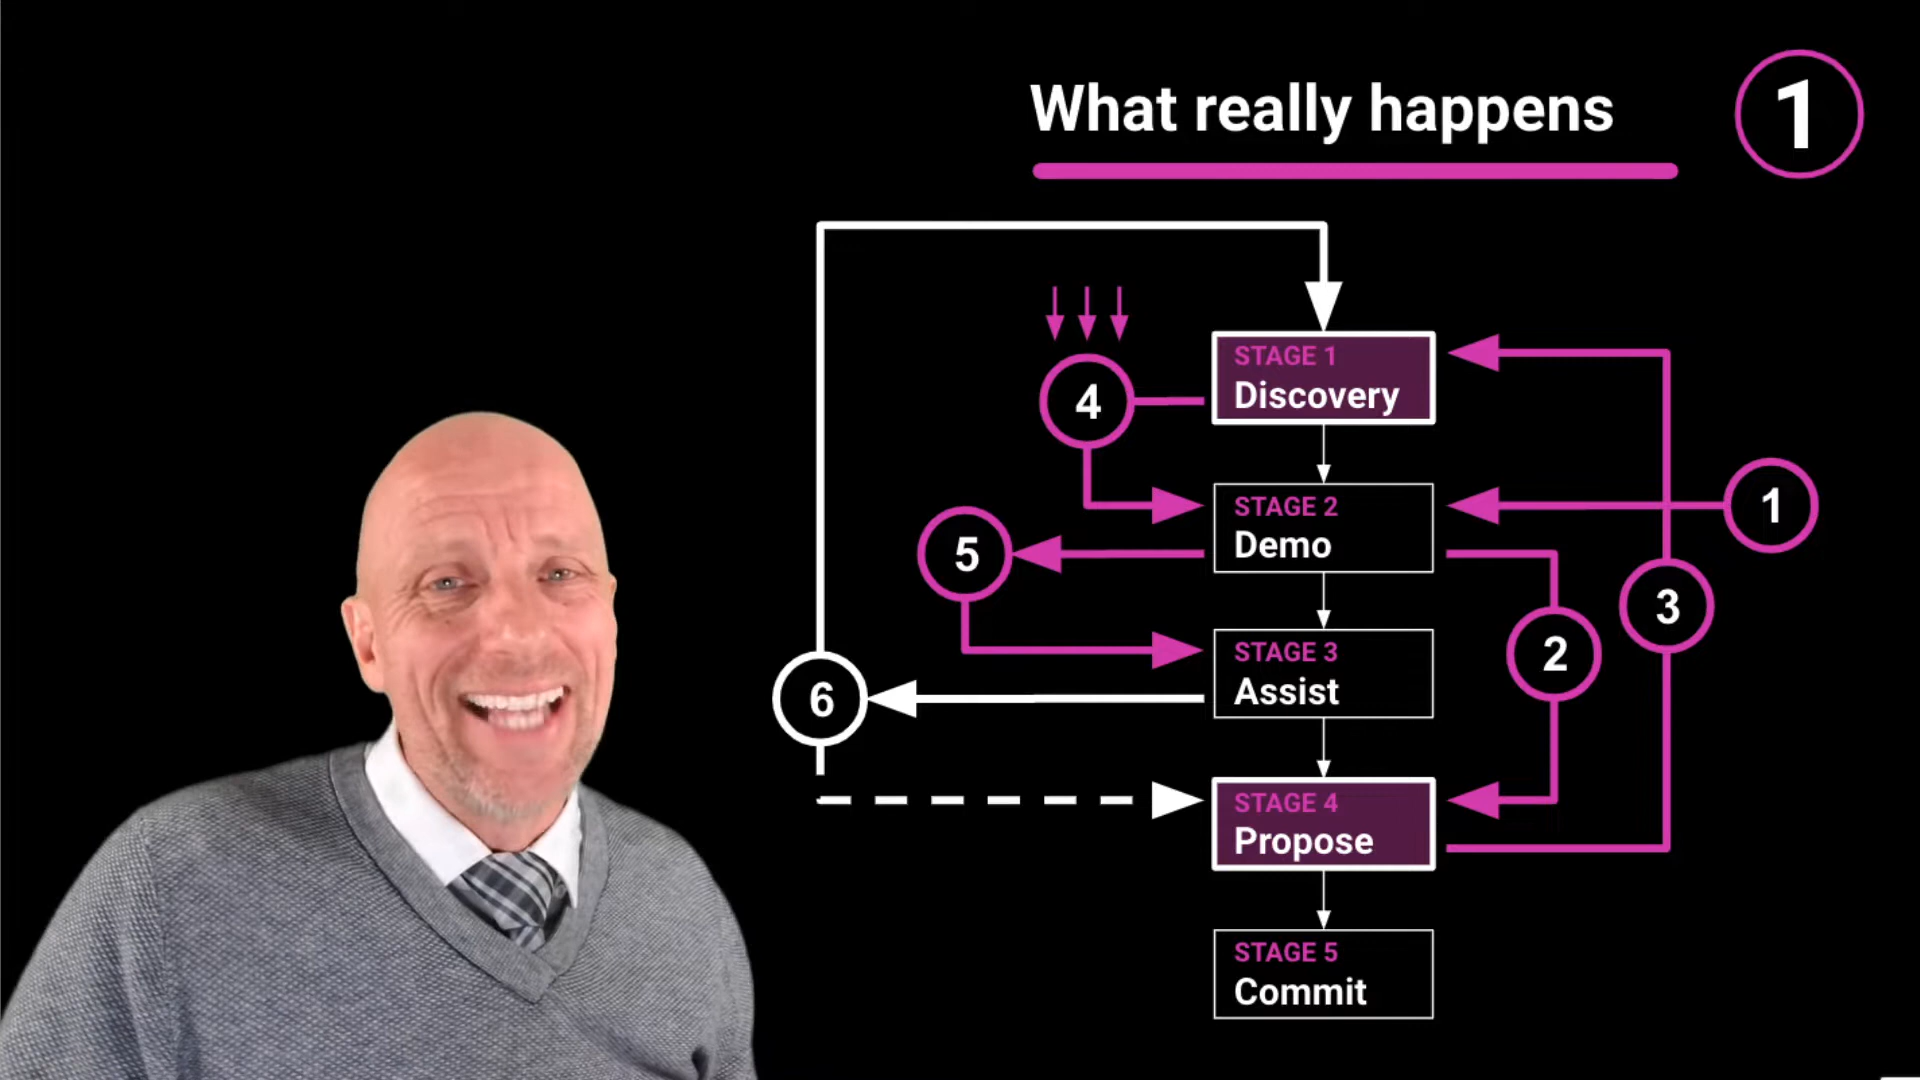 What really happens
1
STAGE 1
Discovery
4
STAGE 2
Demo
1
5
STAGE 3
Assist
3
2
6
STAGE 4
Propose
STAGE 5
Commit